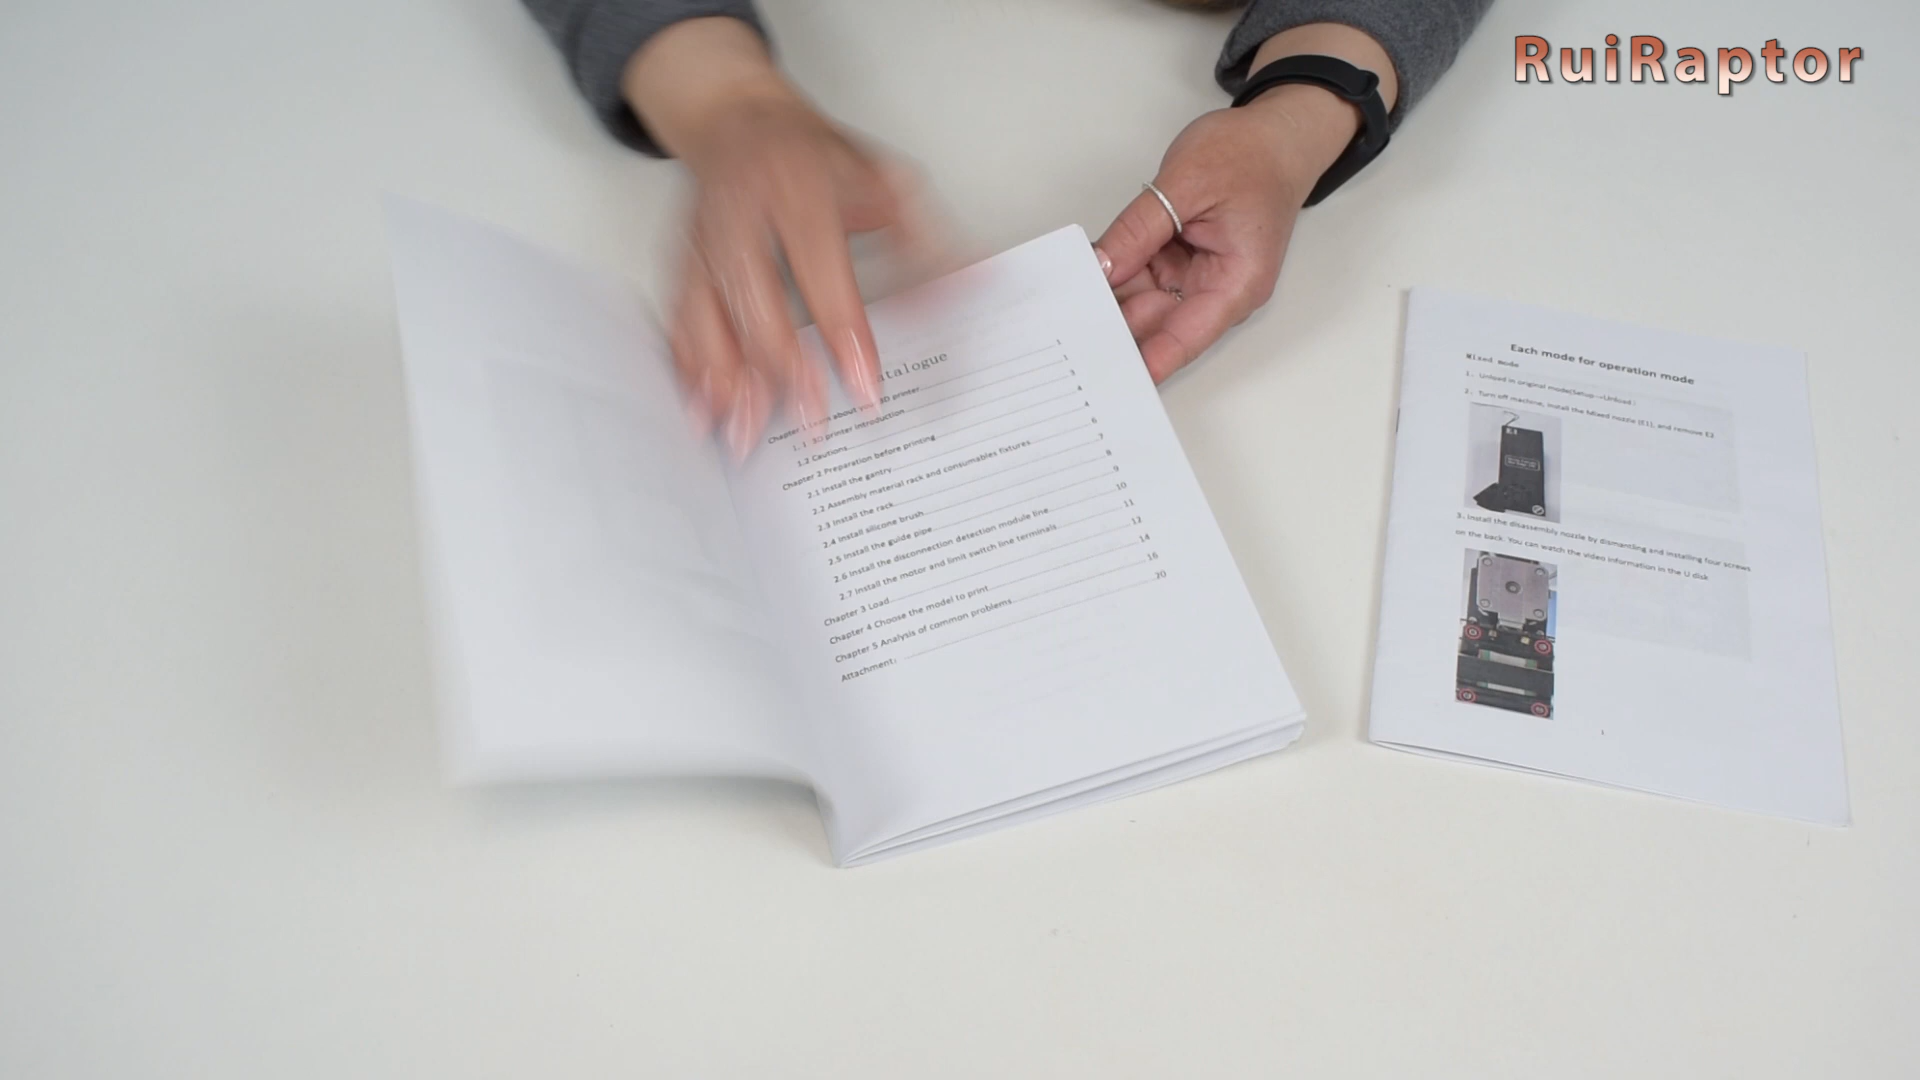 RuiRaptor
atalogue
Chapter 1 Learn about your 3D printer 1
1. 1 3D printer introduction 1
1.2 Cautions 3
Chapter 2 Preparation before printing 4
2.1 Install the gantry 4
2.2 Assembly material rack and consumables fixtures 6
2.3 Install the rack 7
2.4 Install silicone brush 8
2.5 Install the guide pipe 9
2.6 Install the disconnection detection module line 10
2.7 Install the motor and limit switch line terminals 11
Chapter 3 Load 12
Chapter 4 Choose the model to print 14
Chapter 5 Analysis of common problems 16
Attachment: 20
Each mode for operation mode
Mixed mode
1. Unload in original mode(Setup->Unload)
2. Turn off machine, install the Mixed nozzle (E1), and remove E2
E1
3. Install the disassembly nozzle by dismantling and installing four screws
on the back. You can watch the video information in the U disk
1